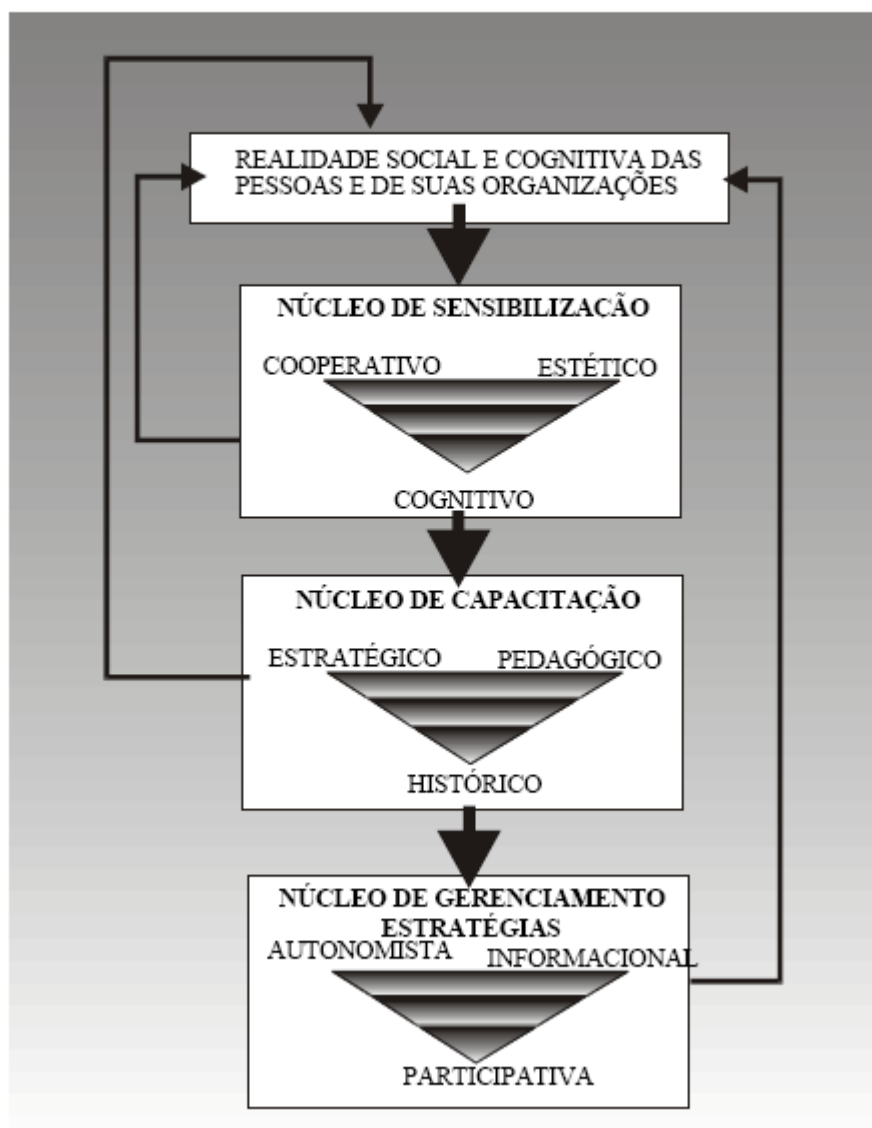 REALIDADE SOCIAL E COGNITIVA DAS
PESSOAS E DE SUAS ORGANIZAÇÕES
NÚCLEO DE SENSIBILIZAÇÃO
COOPERATIVO
ESTÉTICO
COGNITIVO
NÚCLEO DE CAPACITAÇÃO
ESTRATÉGICO
PEDAGÓGICO
HISTÓRICO
NÚCLEO DE GERENCIAMENTO
ESTRATÉGIAS
AUTONOMISTA
INFORMACIONAL
PARTICIPATIVA